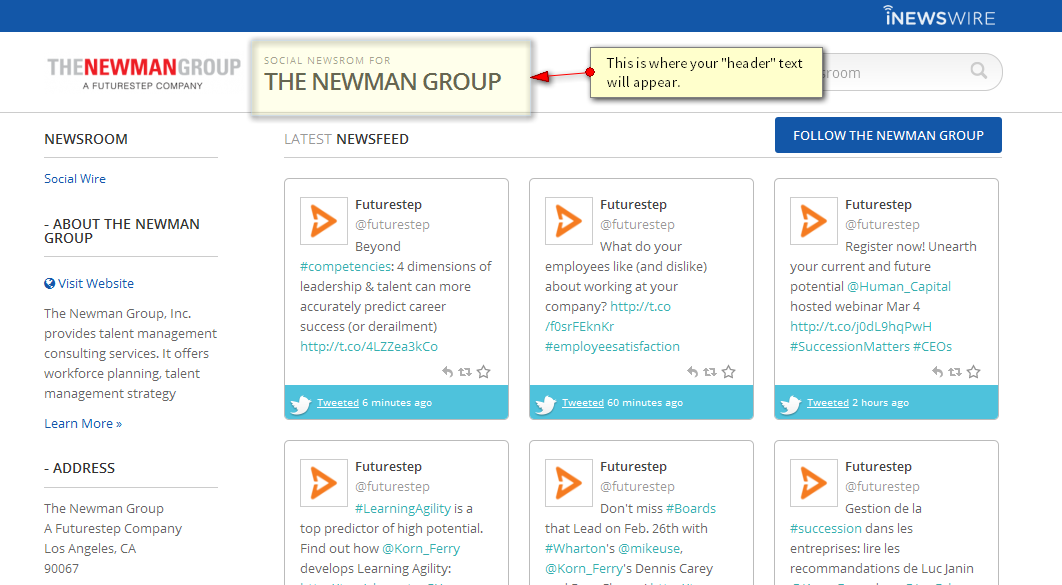 iNEWSWIRE
THENEWMANGROUP
A FUTURESTEP COMPANY
SOCIAL NEWSROM FOR
THE NEWMAN GROUP
This is where your "header" text
will appear.
sroom
NEWSROOM
Social Wire
- ABOUT THE NEWMAN
GROUP
Visit Website
The Newman Group, Inc.
provides talent management
consulting services. It offers
workforce planning, talent
management strategy
Learn More »
- ADDRESS
The Newman Group
A Futurestep Company
Los Angeles, CA
90067
LATEST NEWSFEED
FOLLOW THE NEWMAN GROUP
Futurestep
@futurestep
Beyond
#competencies: 4 dimensions of
leadership & talent can more
accurately predict career
success (or derailment)
http://t.co/4LZZea3kCo
Tweeted 6 minutes ago
Futurestep
@futurestep
What do your
employees like (and dislike)
about working at your
company? http://t.co
/f0srFEknKr
#employeesatisfaction
Tweeted 60 minutes ago
Futurestep
@futurestep
Register now! Unearth
your current and future
potential @Human_Capital
hosted webinar Mar 4
http://t.co/j0dL9hqPwH
#SuccessionMatters #CEOs
Tweeted 2 hours ago
Futurestep
@futurestep
#LearningAgility is a
top predictor of high potential.
Find out how @Korn_Ferry
develops Learning Agility:
Futurestep
@futurestep
Don't miss #Boards
that Lead on Feb. 26th with
#Wharton's @mikeuse,
@Korn_Ferry's Dennis Carey
Futurestep
@futurestep
Gestion de la
#succession dans les
entreprises: lire les
recommandations de Luc Janin